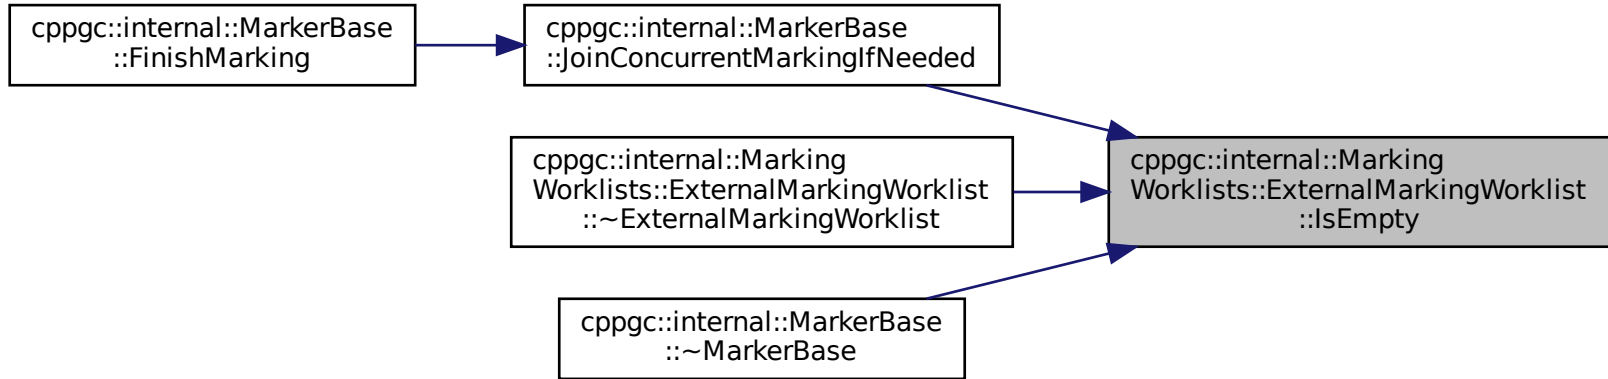 cppgc::internal::MarkerBase
::FinishMarking
cppgc::internal::MarkerBase
::JoinConcurrentMarkingIfNeeded
cppgc::internal::Marking
Worklists::ExternalMarkingWorklist
::~ExternalMarkingWorklist
cppgc::internal::MarkerBase
::~MarkerBase
cppgc::internal::Marking
Worklists::ExternalMarkingWorklist
::IsEmpty